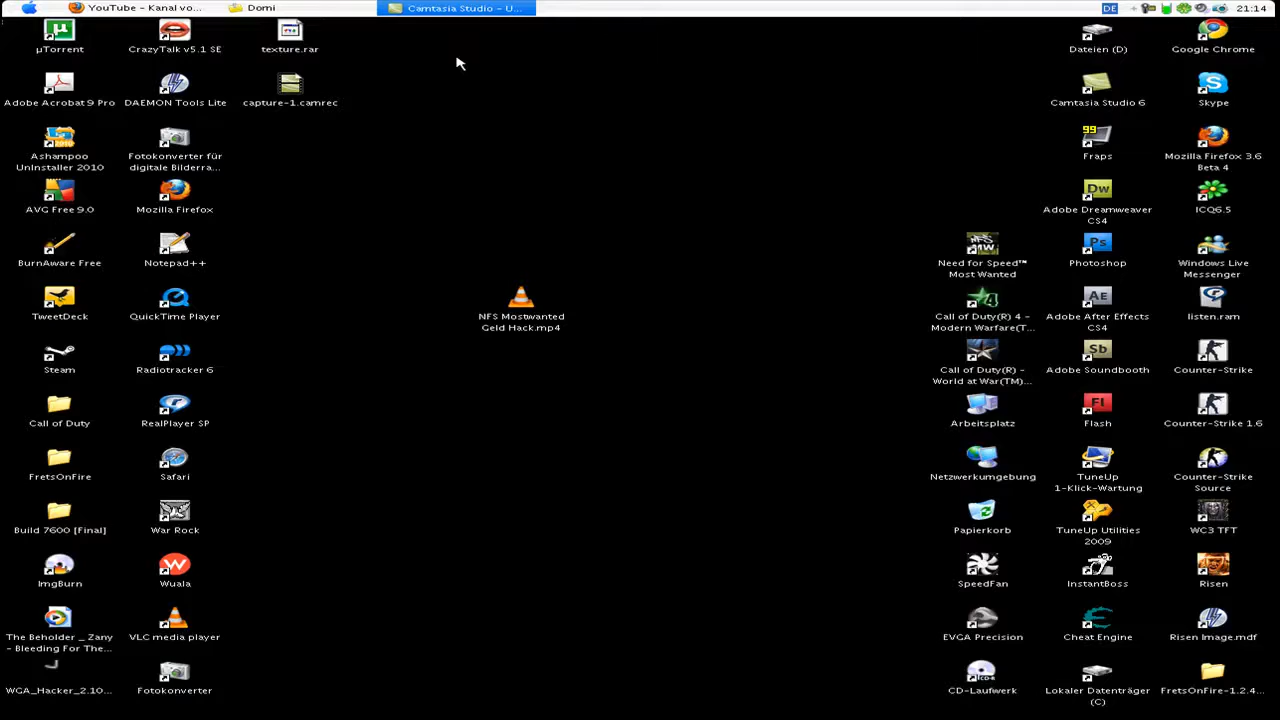 YouTube - Kanal vo...
Domi
Camtasia Studio - U...
DE
21:14
µTorrent
CrazyTalk v5.1 SE
texture.rar
Dateien (D)
Google Chrome
Adobe Acrobat 9 Pro
DAEMON Tools Lite
capture-1.camrec
Camtasia Studio 6
Skype
Ashampoo
UnInstaller 2010
Fotokonverter für
digitale Bilderra...
99
Fraps
Mozilla Firefox 3.6
Beta 4
AVG Free 9.0
Mozilla Firefox
Dw
Adobe Dreamweaver
CS4
ICQ6.5
BurnAware Free
Notepad++
Need for Speed™
Most Wanted
Ps
Photoshop
Windows Live
Messenger
TweetDeck
QuickTime Player
NFS Mostwanted
Geld Hack.mp4
Call of Duty(R) 4 -
Modern Warfare(T...
Ae
Adobe After Effects
CS4
listen.ram
Steam
Radiotracker 6
Call of Duty(R) -
World at War(TM)...
Sb
Adobe Soundbooth
Counter-Strike
Call of Duty
RealPlayer SP
Arbeitsplatz
Fl
Flash
Counter-Strike 1.6
FretsOnFire
Safari
Netzwerkumgebung
TuneUp
1-Klick-Wartung
Counter-Strike
Source
Build 7600 [Final]
War Rock
Papierkorb
TuneUp Utilities
2009
WC3 TFT
ImgBurn
Wuala
SpeedFan
InstantBoss
Risen
The Beholder _ Zany
- Bleeding For The...
VLC media player
EVGA Precision
Cheat Engine
Risen Image.mdf
WGA_Hacker_2.10...
Fotokonverter
CD-Laufwerk
Lokaler Datenträger
(C)
FretsOnFire-1.2.4...